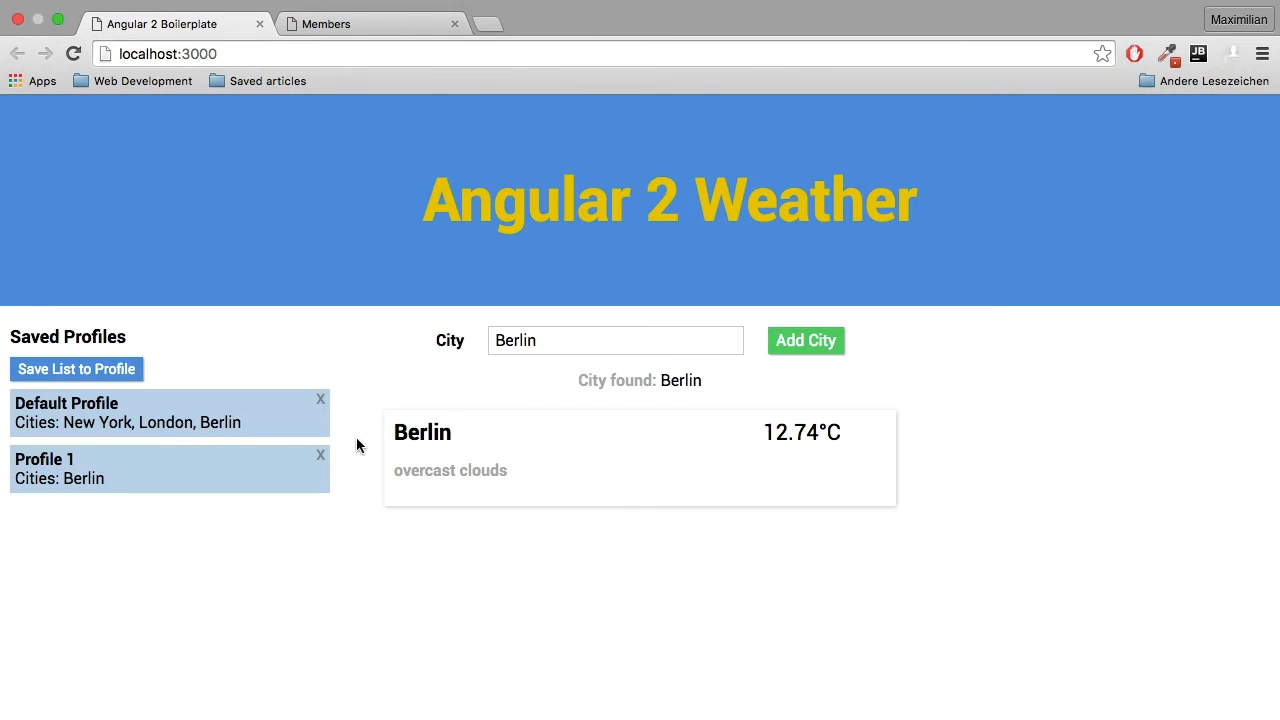 Angular 2 Boilerplate
Members
Maximilian
localhost:3000
JB
Apps
Web Development
Saved articles
Andere Lesezeichen
Angular 2 Weather
Saved Profiles
Save List to Profile
Default Profile
X
Cities: New York, London, Berlin
Profile 1
X
Cities: Berlin
City
Berlin
Add City
City found: Berlin
Berlin
12.74°C
overcast clouds